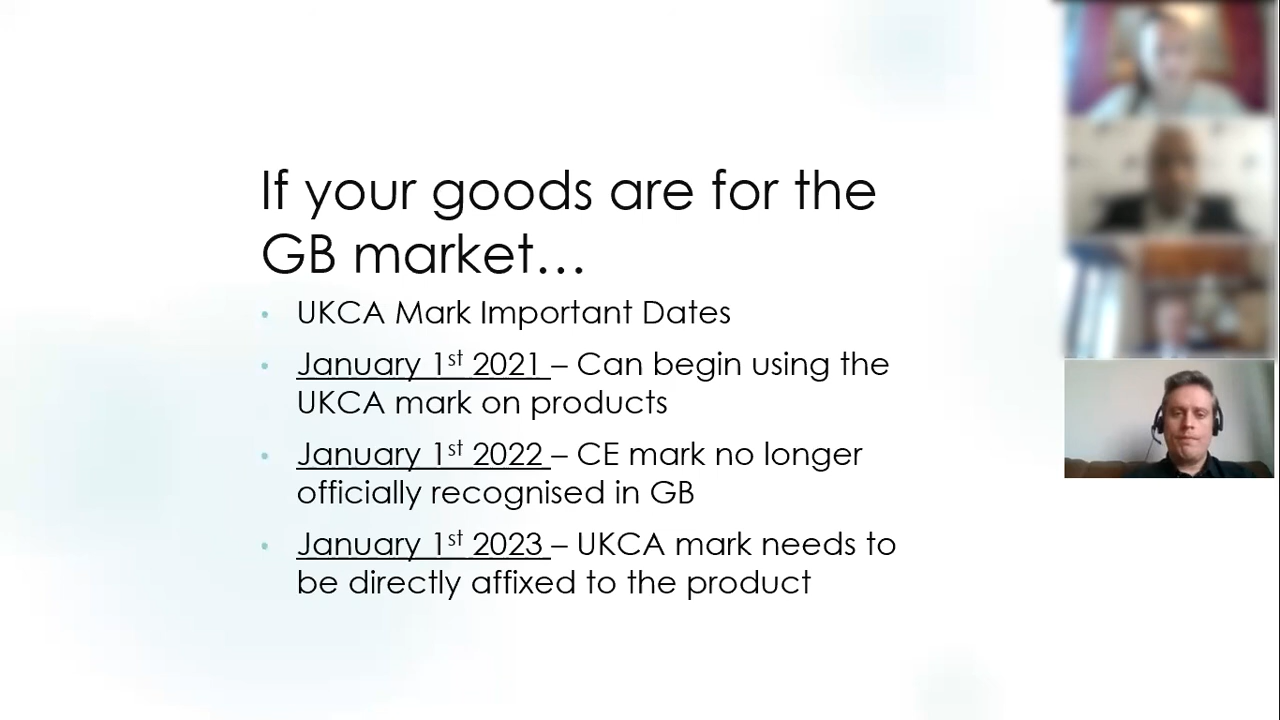 If your goods are for the
GB market…
UKCA Mark Important Dates
January 1st 2021 – Can begin using the
UKCA mark on products
January 1st 2022 – CE mark no longer
officially recognised in GB
January 1st 2023 – UKCA mark needs to
be directly affixed to the product